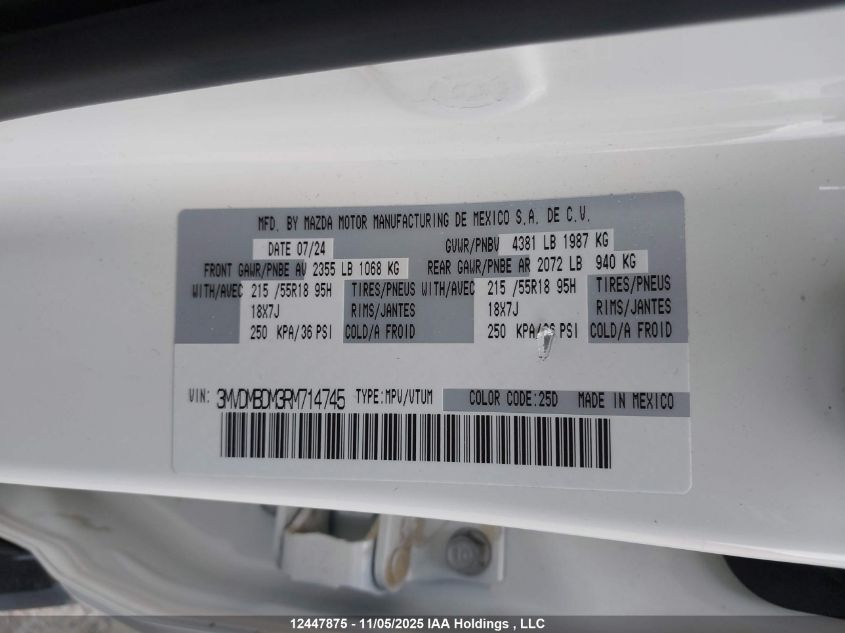 MFD. BY MAZDA MOTOR MANUFACTURING DE MEXICO S.A. DE C.V.
DATE 07/24 GVWR/PNBV 4381 LB 1987 KG
FRONT GAWR/PNBE AV 2355 LB 1068 KG REAR GAWR/PNBE AR 2072 LB 940 KG
WITH/AVEC 215 /55R18 95H TIRES/PNEUS WITH/AVEC 215 /55R18 95H TIRES/PNEUS
18X7J RIMS/JANTES 18X7J RIMS/JANTES
250 KPA/36 PSI COLD/A FROID 250 KPA/36 PSI COLD/A FROID
VIN: 3MVDMBDM3RM714745 TYPE:MPV/VTUM COLOR CODE:25D MADE IN MEXICO
12447875 - 11/05/2025 IAA Holdings , LLC